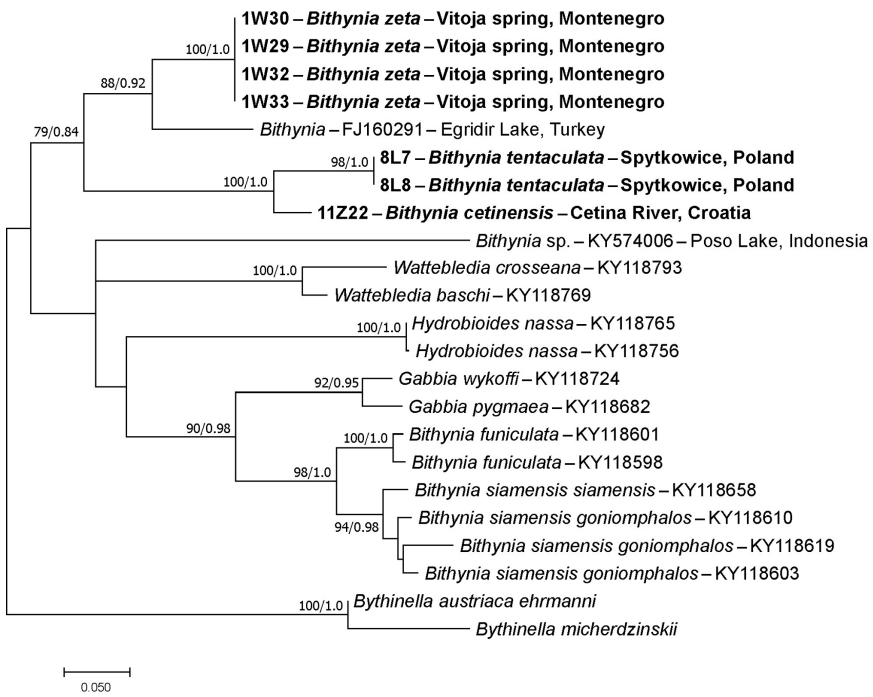 1W30 – Bithynia zeta – Vitoja spring, Montenegro
100/1.0
1W29 – Bithynia zeta – Vitoja spring, Montenegro
1W32 – Bithynia zeta – Vitoja spring, Montenegro
88/0.92
1W33 – Bithynia zeta – Vitoja spring, Montenegro
79/0.84
Bithynia – FJ160291 – Egridir Lake, Turkey
98/1.0
8L7 – Bithynia tentaculata – Spytkowice, Poland
100/1.0
8L8 – Bithynia tentaculata – Spytkowice, Poland
11Z22 – Bithynia cetinensis – Cetina River, Croatia
Bithynia sp. – KY574006 – Poso Lake, Indonesia
100/1.0
Wattebledia crosseana – KY118793
Wattebledia baschi – KY118769
100/1.0
Hydrobioides nassa – KY118765
Hydrobioides nassa – KY118756
92/0.95
Gabbia wykoffi – KY118724
Gabbia pygmaea – KY118682
90/0.98
100/1.0
Bithynia funiculata – KY118601
Bithynia funiculata – KY118598
98/1.0
Bithynia siamensis siamensis – KY118658
94/0.98
Bithynia siamensis goniomphalos – KY118610
Bithynia siamensis goniomphalos – KY118619
Bithynia siamensis goniomphalos – KY118603
100/1.0
Bythinella austriaca ehrmanni
Bythinella micherdzinskii
0.050